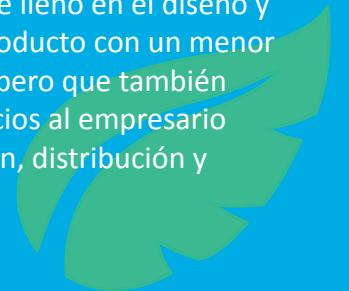 e lleno en el diseño y
oducto con un menor
pero que también
cios al empresario
n, distribución y